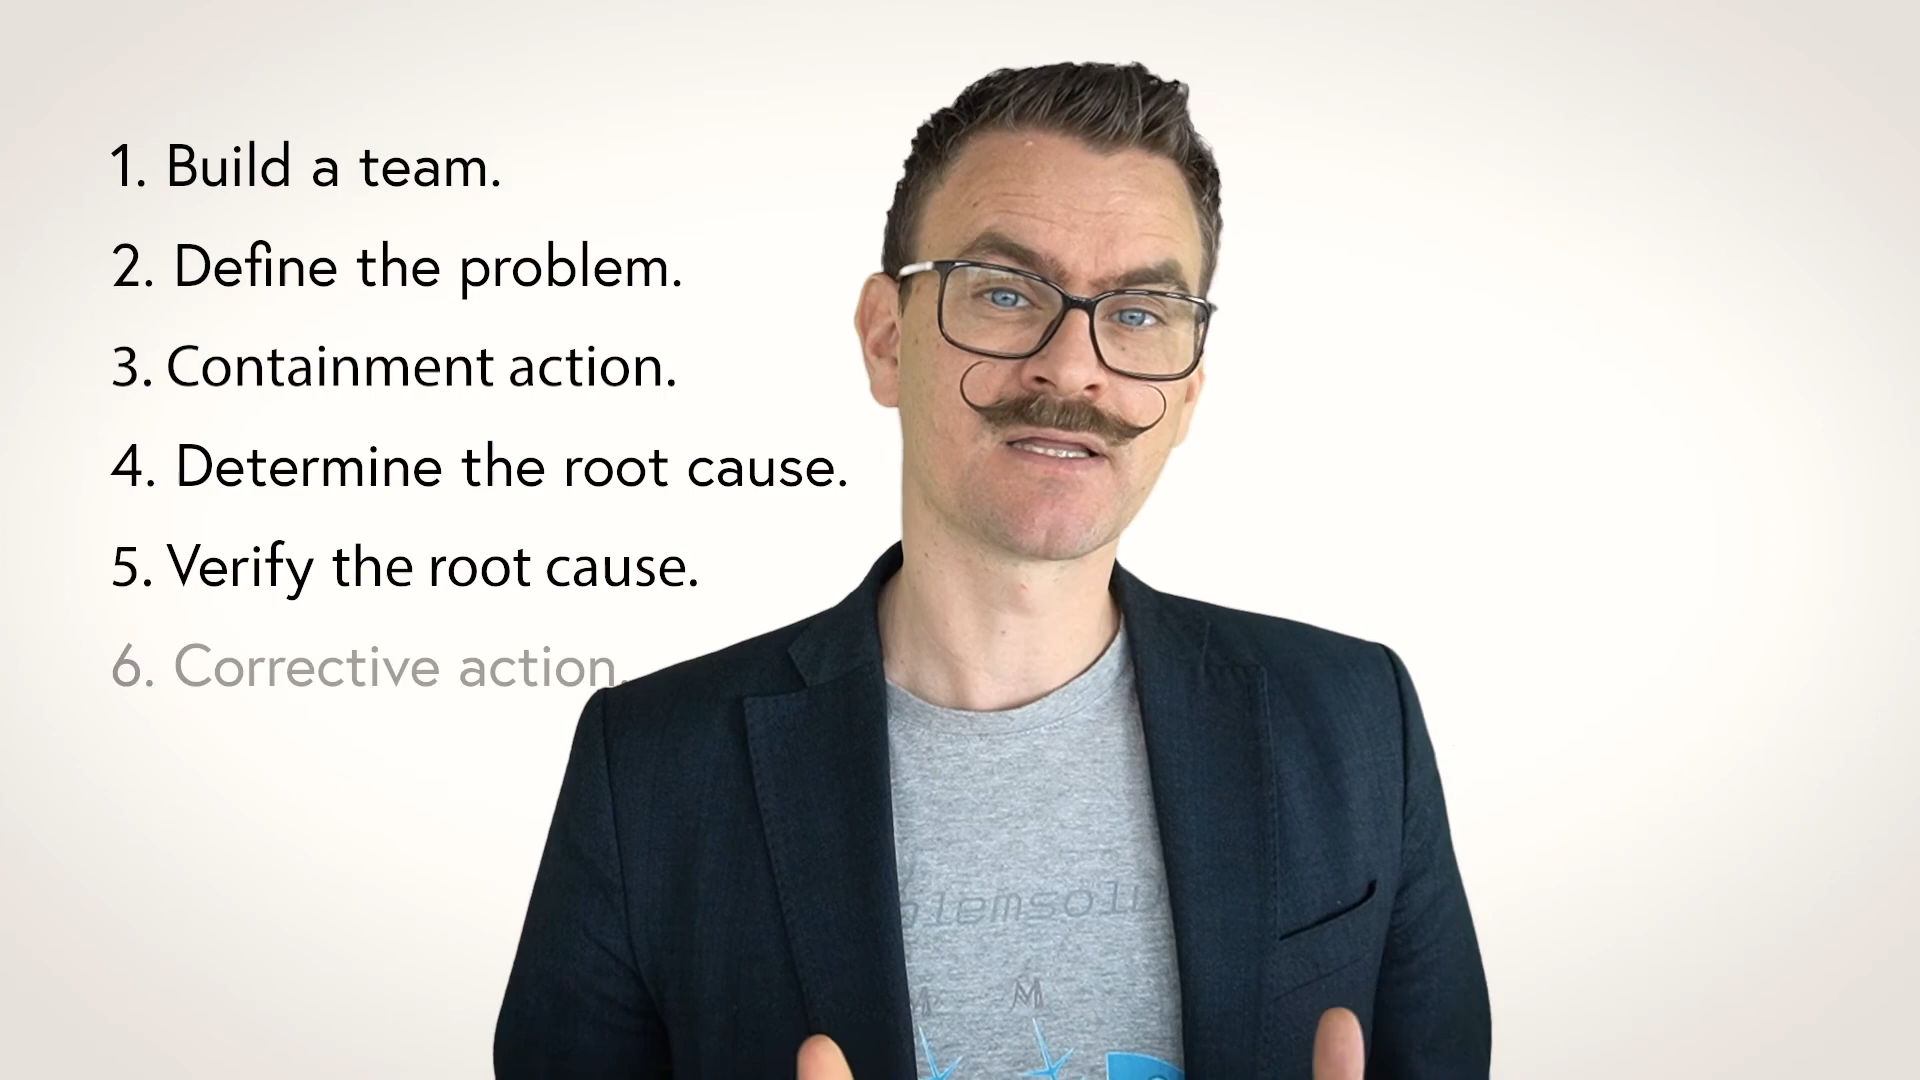 1. Build a team.
2. Define the problem.
3. Containment action.
4. Determine the root cause.
5. Verify the root cause.
6. Corrective action.
M